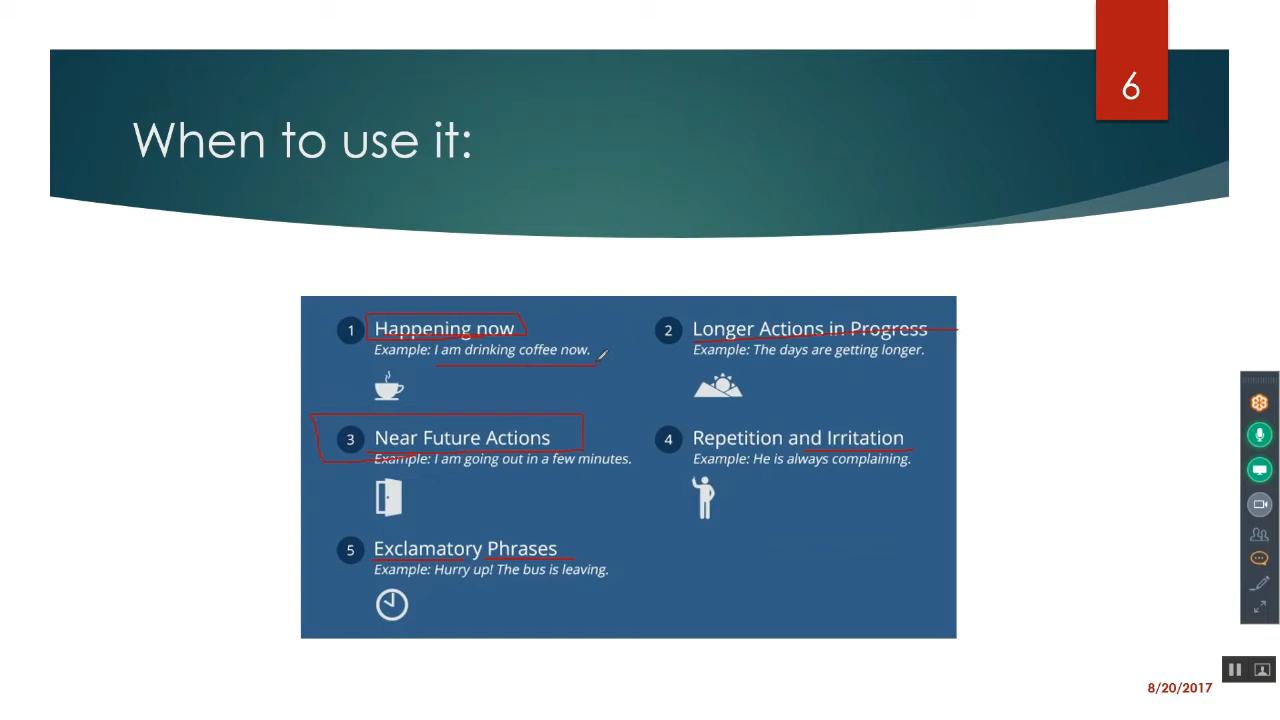 6
When to use it:
1 Happening now
Example: I am drinking coffee now.
2 Longer Actions in Progress
Example: The days are getting longer.
3 Near Future Actions
Example: I am going out in a few minutes.
4 Repetition and Irritation
Example: He is always complaining.
5 Exclamatory Phrases
Example: Hurry up! The bus is leaving.
8/20/2017